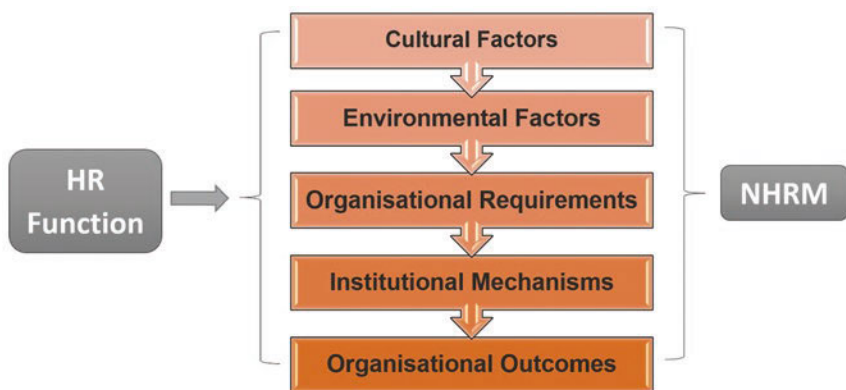 HR
Function
Cultural Factors
Environmental Factors
Organisational Requirements
Institutional Mechanisms
Organisational Outcomes
NHRM